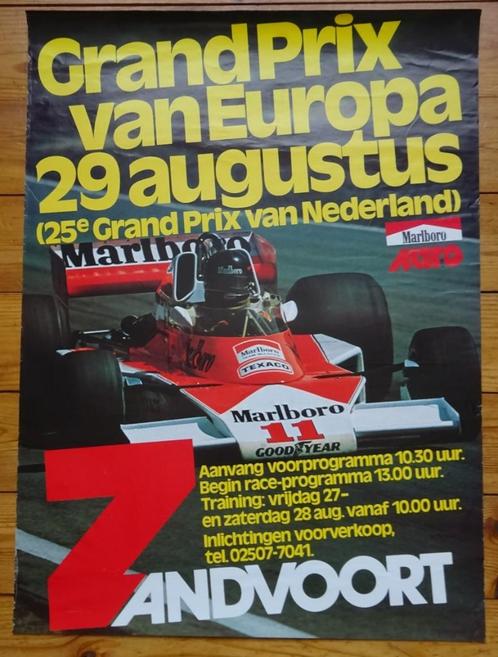 Grand Prix
van Europa
29 augustus
(25e Grand Prix van Nederland)
Marlboro
Marlboro
Marlboro
Marlboro
TEXACO
Marlboro
11
GOODYEAR
Aanvang voorprogramma 10.30 uur.
Begin race-programma 13.00 uur.
Training: vrijdag 27-
en zaterdag 28 aug. vanaf 10.00 uur.
Inlichtingen voorverkoop,
tel. 02507-7041.
ZANDVOORT